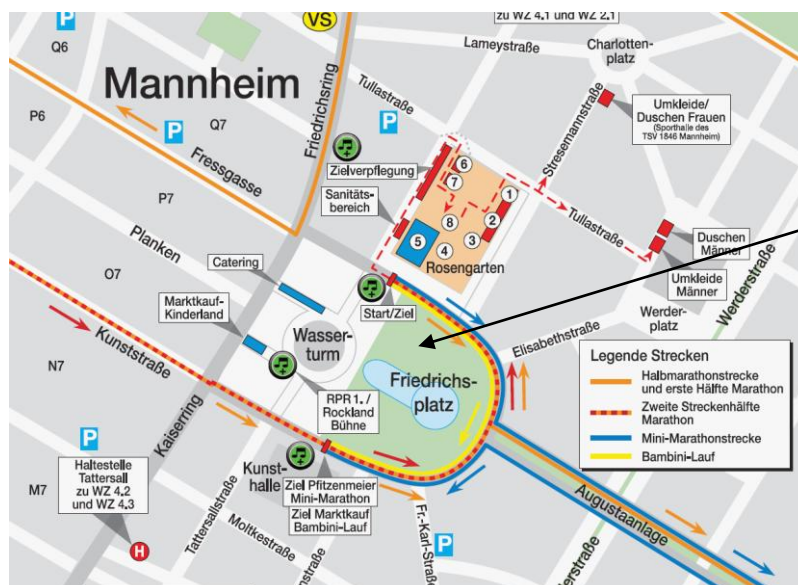 zu WZ 4.1 und WZ 2.1
P
VS
Q6
Lameystraße
Charlotten-
platz
Mannheim
Tullastraße
P6
Q7
P
P
Friedrichsring
Stresemannstraße
Umkleide/
Duschen Frauen
(Sporthalle des
TSV 1846 Mannheim)
Fressgasse
Zielverpflegung
6
7
1
2
8
3
4
5
P7
Sanitäts-
bereich
Tullastraße
Duschen
Männer
Umkleide
Männer
Planken
Rosengarten
O7
Catering
Werder-
platz
Werderstraße
Marktkauf-
Kinderland
Start/Ziel
Elisabethstraße
Wasser-
turm
Kunststraße
N7
Friedrichs-
platz
RPR 1./
Rockland
Bühne
Legende Strecken
Halbmarathonstrecke
und erste Hälfte Marathon
Zweite Streckenhälfte
Marathon
Mini-Marathonstrecke
Bambini-Lauf
Kaiserring
P
Haltestelle
Tattersall
zu WZ 4.2
und WZ 4.3
M7
H
Kunst-
halle
Ziel Pfitzenmeier
Mini-Marathon
Ziel Marktkauf
Bambini-Lauf
Tattersallstraße
Moltkestraße
Fr.-Karl-Straße
P
Augustaanlage